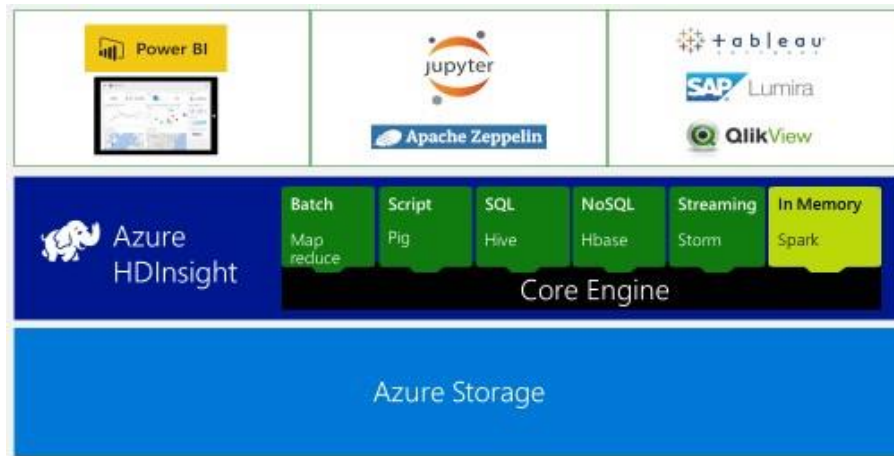 Power BI
jupyter
Apache Zeppelin
+ a b l e a u
SAP Lumira
QlikView
Azure
HDInsight
Batch
Map
reduce
Script
Pig
SQL
Hive
NoSQL
Hbase
Streaming
Storm
In Memory
Spark
Core Engine
Azure Storage